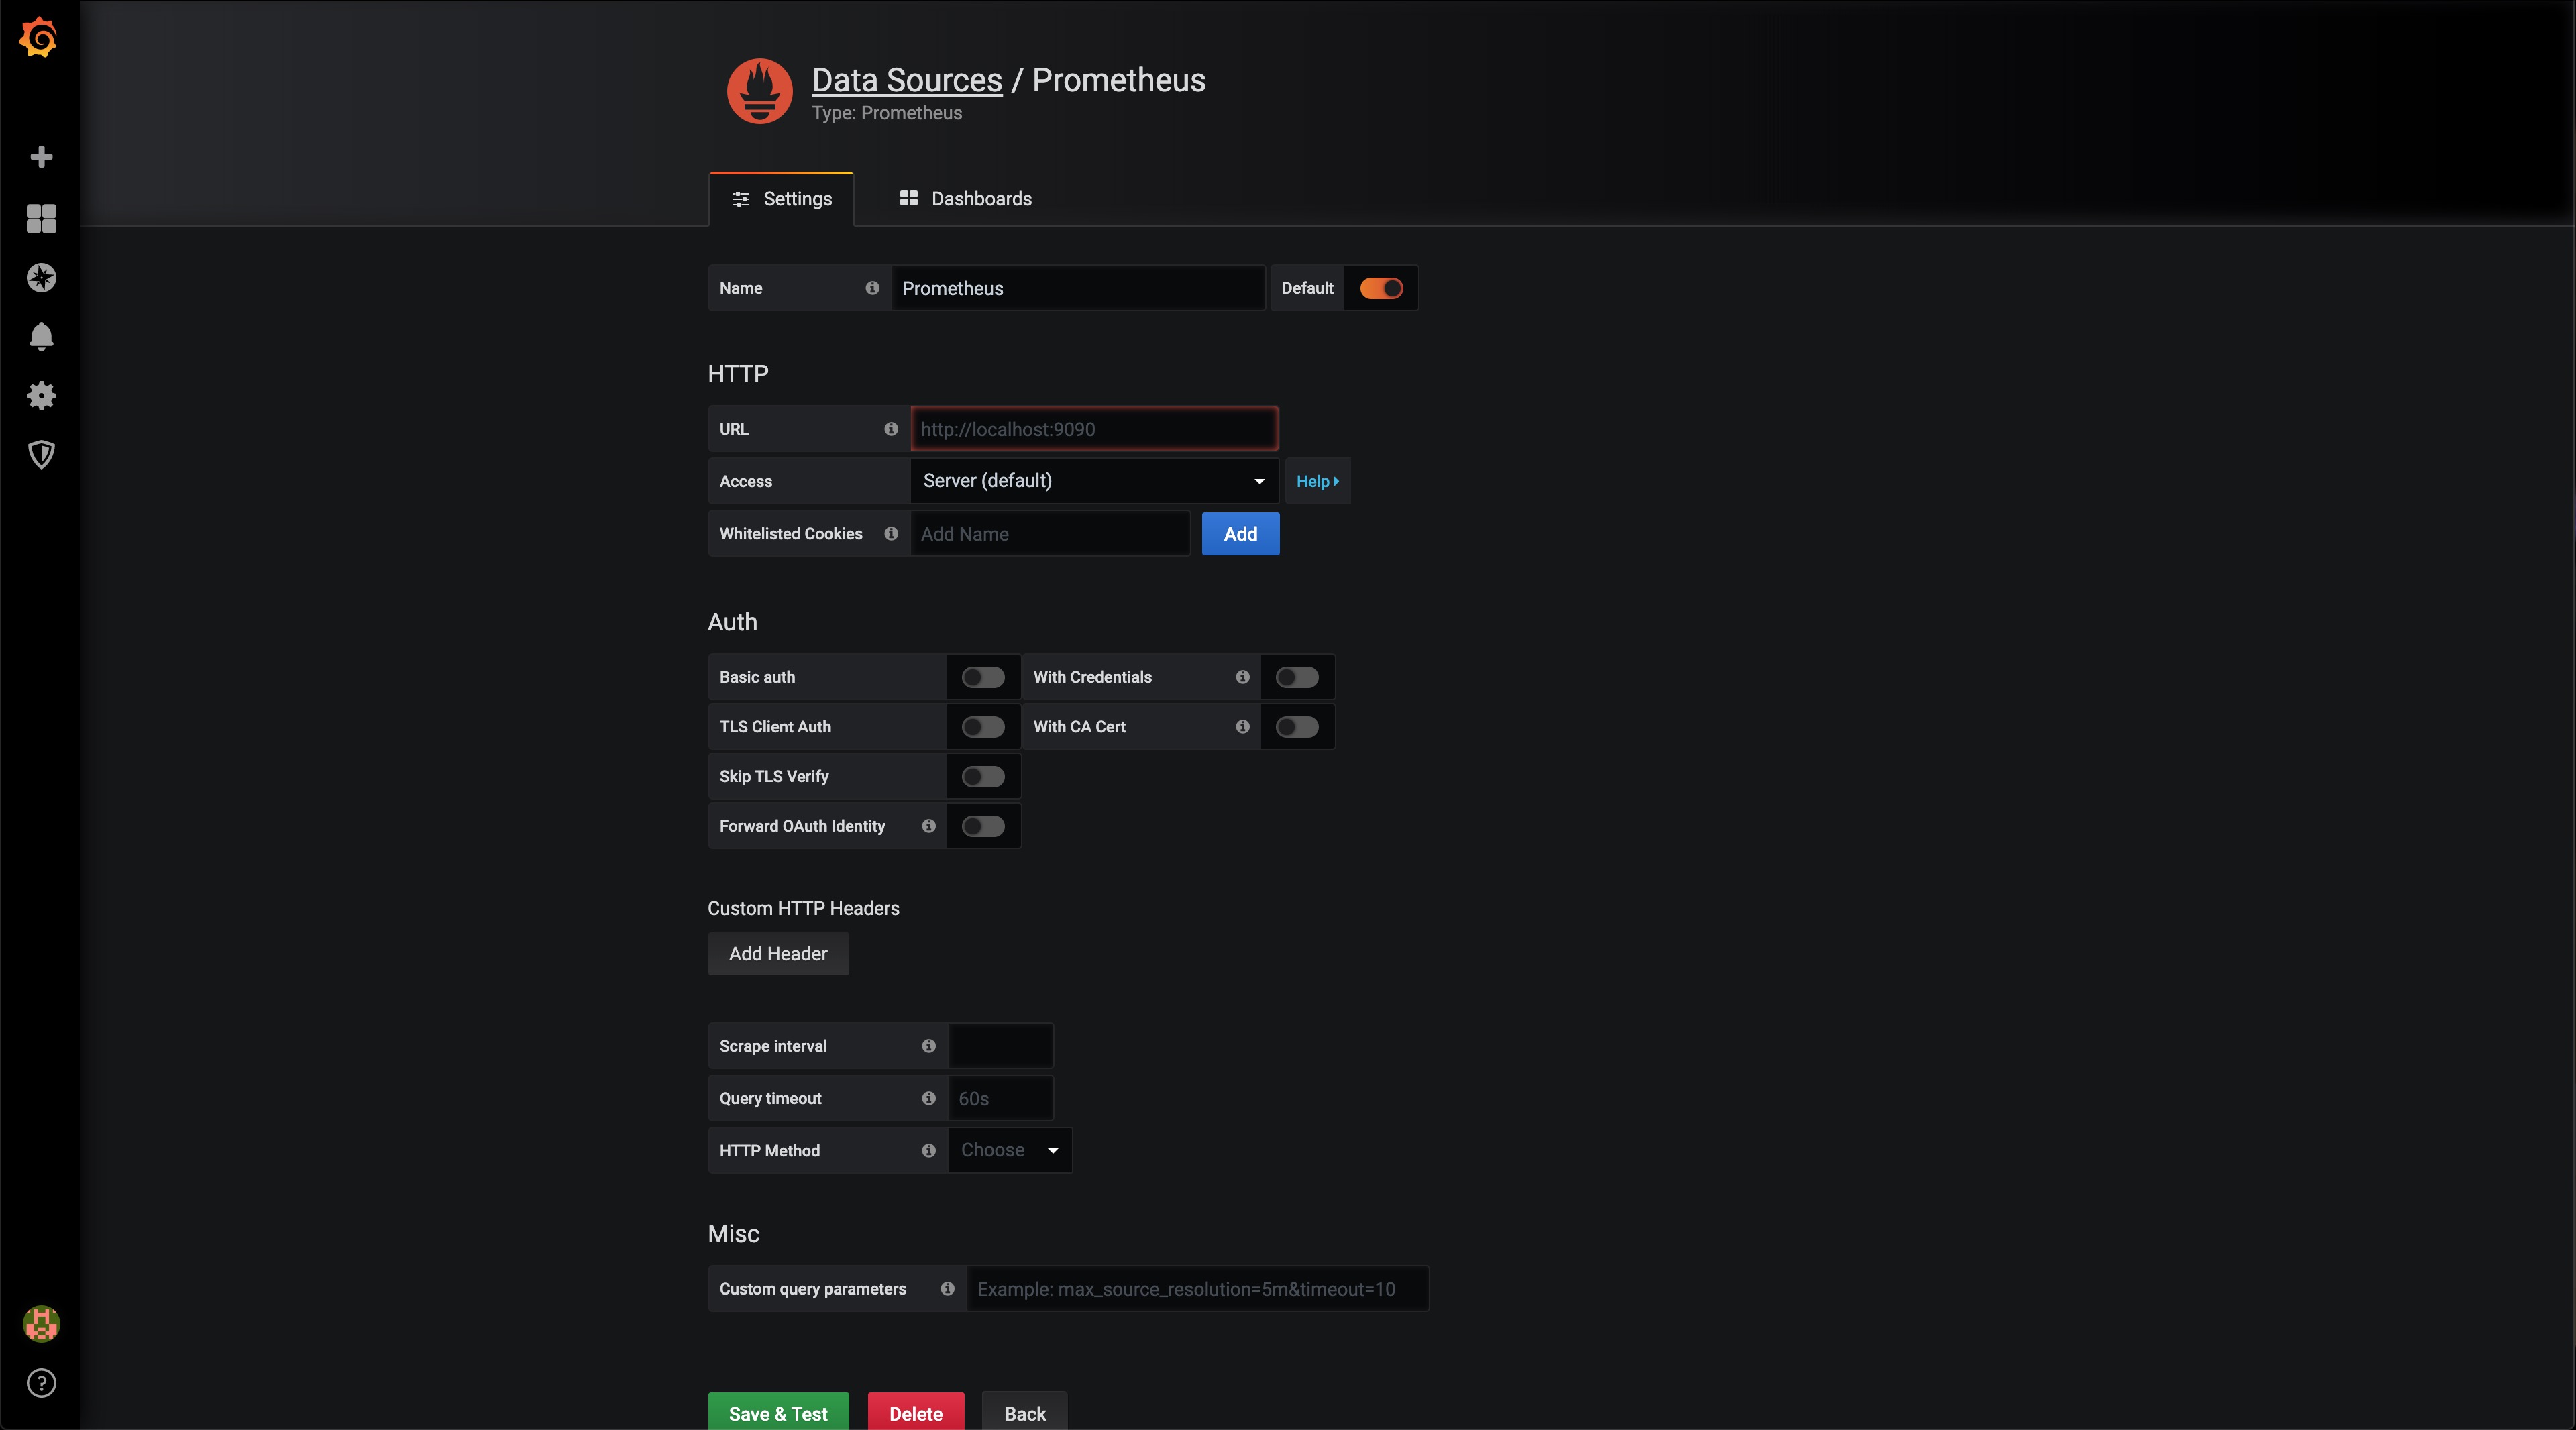 Data Sources / Prometheus
Type: Prometheus
Settings
Dashboards
Name
Prometheus
Default
HTTP
URL
http://localhost:9090
Access
Server (default)
Help
Whitelisted Cookies
Add Name
Add
Auth
Basic auth
With Credentials
TLS Client Auth
With CA Cert
Skip TLS Verify
Forward OAuth Identity
Custom HTTP Headers
Add Header
Scrape interval
Query timeout
60s
HTTP Method
Choose
Misc
Custom query parameters
Example: max_source_resolution=5m&timeout=10
Save & Test
Delete
Back